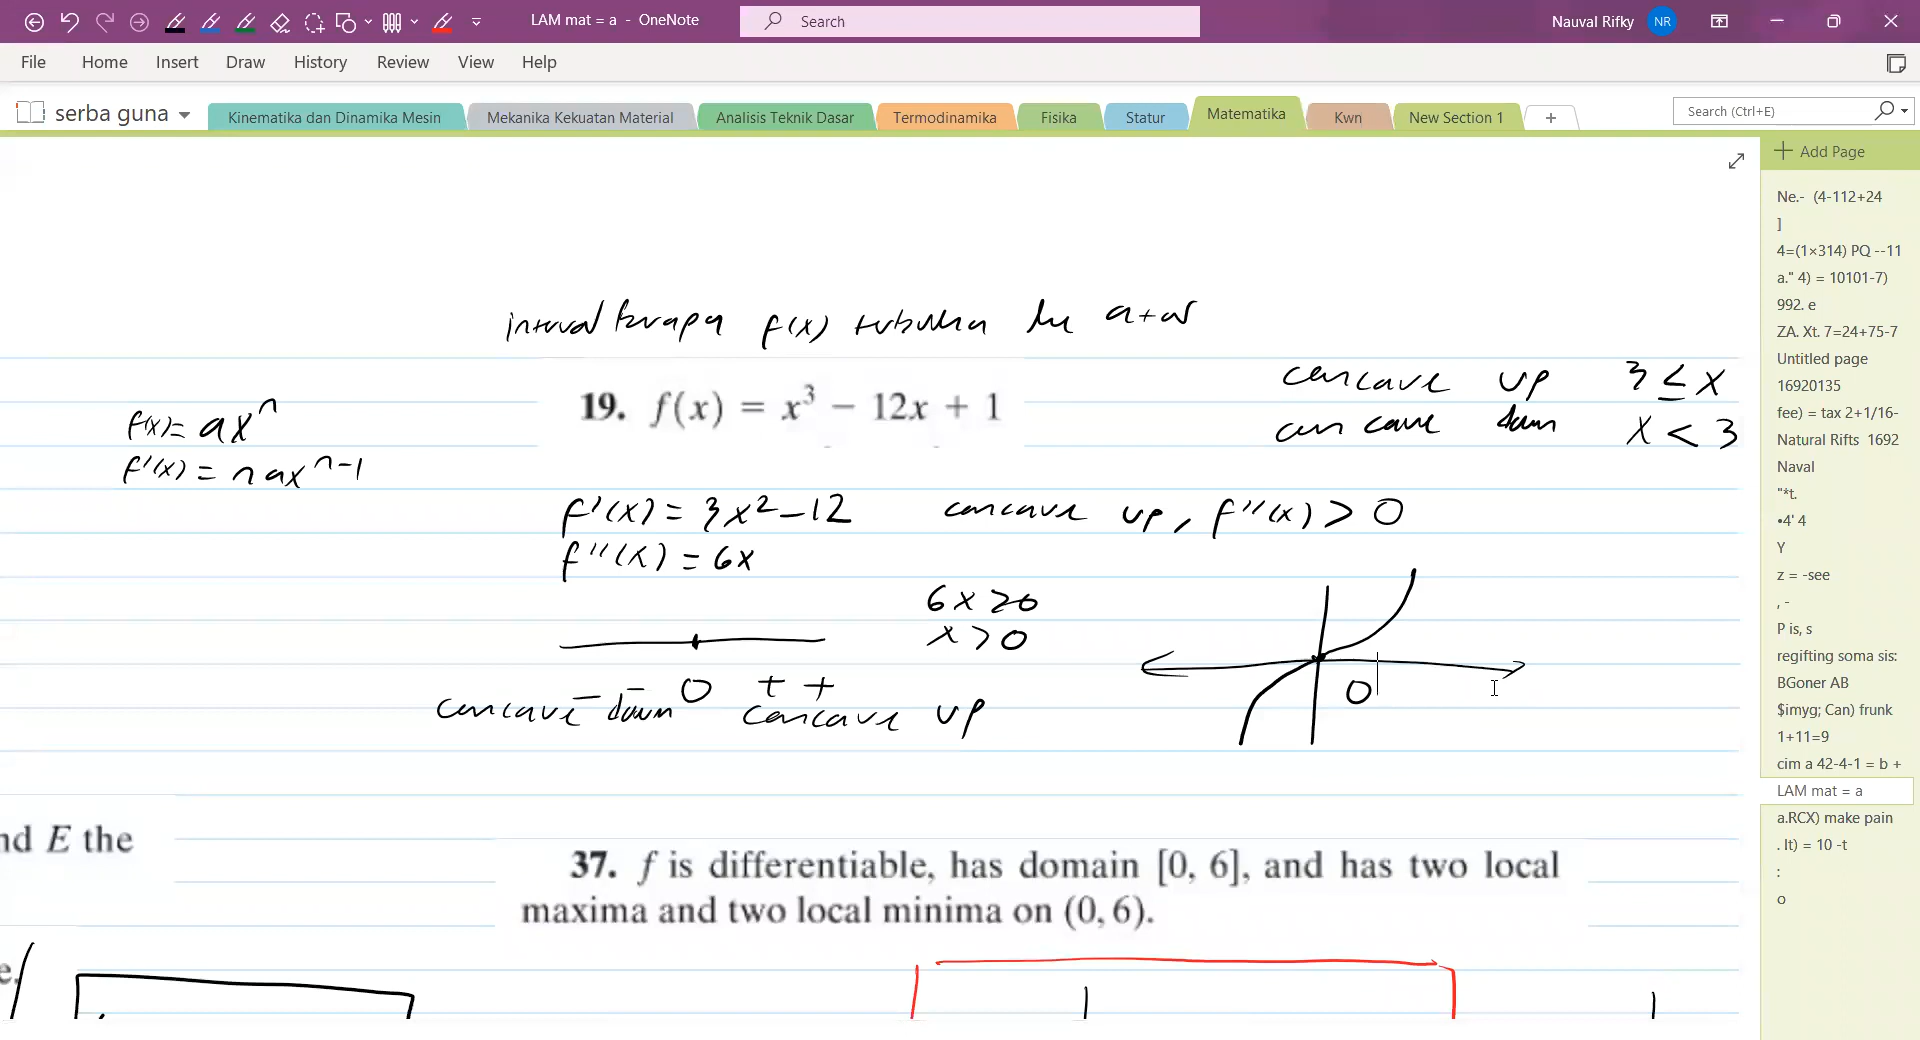 LAM mat = a - OneNote
Search
Nauval Rifky NR
File Home Insert Draw History Review View Help
serba guna
Kinematika dan Dinamika Mesin Mekanika Kekuatan Material Analisis Teknik Dasar Termodinamika Fisika Statur Matematika Kwn New Section 1 +
Search (Ctrl+E)
Add Page
Ne.- (4-112+24
]
4=(1×314) PQ --11
a." 4) = 10101-7)
992. e
ZA. Xt. 7=24+75-7
Untitled page
16920135
fee) = tax 2+1/16-
Natural Rifts 1692
Naval
"*t.
•4' 4
Y
z = -see
, -
P is, s
regifting soma sis:
BGoner AB
$imyg; Can) frunk
1+11=9
cim a 42-4-1 = b +
LAM mat = a
a.RCX) make pain
. It) = 10 -t
:
o
interval berapa f(x) terbuka ke atas
19. f(x) = x³ − 12x + 1
concave up 3 ≤ x
concave down x < 3
f(x) = ax^n
f'(x) = n ax^n-1
f'(x) = 3x² − 12 concave up, f''(x) > 0
f''(x) = 6x
6x > 0
x > 0
− − 0 + +
concave down concave up
0
nd E the
37. f is differentiable, has domain [0, 6], and has two local
maxima and two local minima on (0, 6).
e.